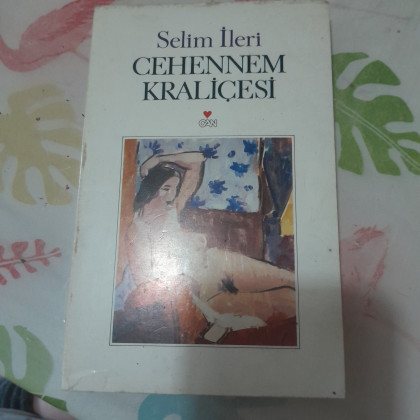 Selim İleri
CEHENNEM
KRALİÇESİ
CAN